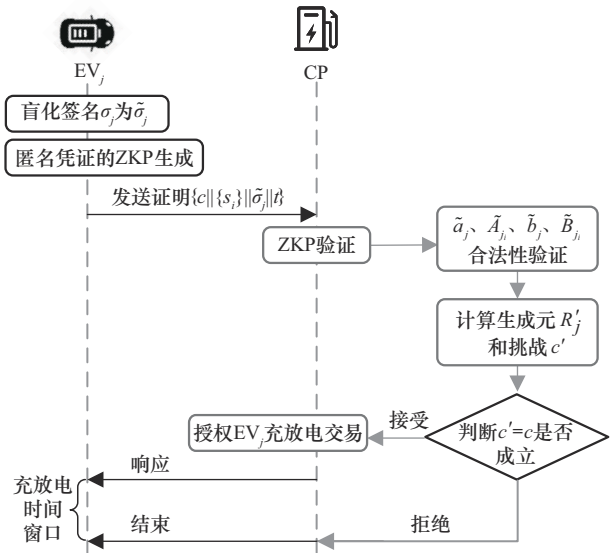 EVⱼ
CP
盲化签名σⱼ为σ̃ⱼ
匿名凭证的ZKP生成
发送证明{c||{sᵢ}||σ̃ⱼ||t}
ZKP验证
ãⱼ、Ãⱼᵢ、b̃ⱼ、B̃ⱼᵢ
合法性验证
计算生成元 R′ⱼ
和挑战 c′
判断c′=c是否
成立
接受
授权EVⱼ充放电交易
响应
充放电
时间
窗口
结束
拒绝